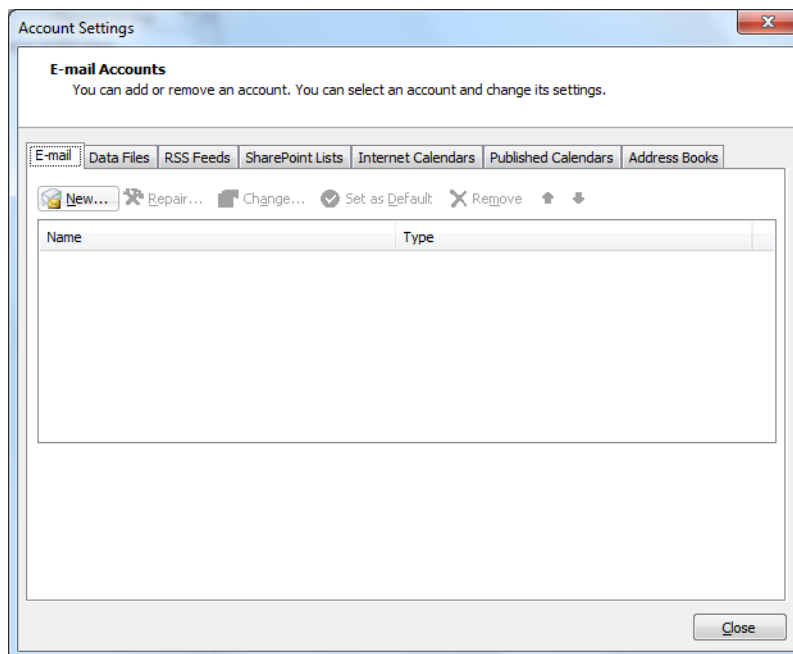 Account Settings
E-mail Accounts
You can add or remove an account. You can select an account and change its settings.
E-mail Data Files RSS Feeds SharePoint Lists Internet Calendars Published Calendars Address Books
New... Repair... Change... Set as Default Remove
Name Type
Close